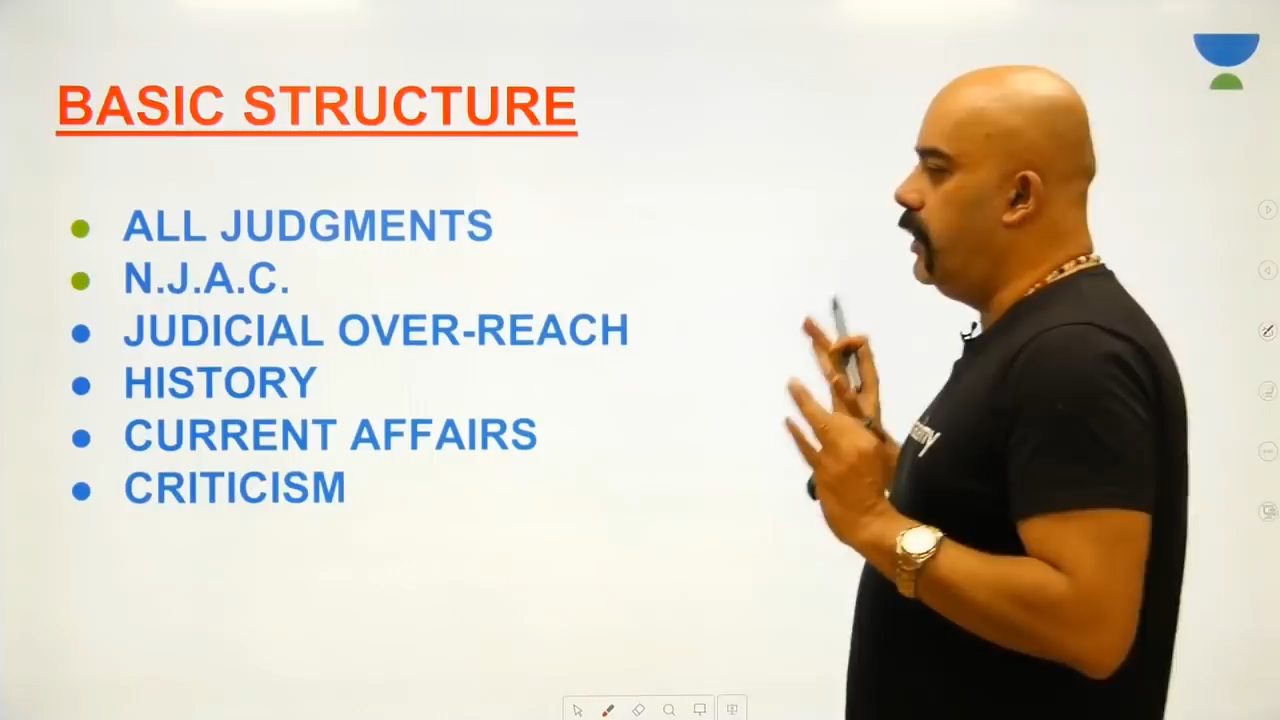 BASIC STRUCTURE
ALL JUDGMENTS
N.J.A.C.
JUDICIAL OVER-REACH
HISTORY
CURRENT AFFAIRS
CRITICISM